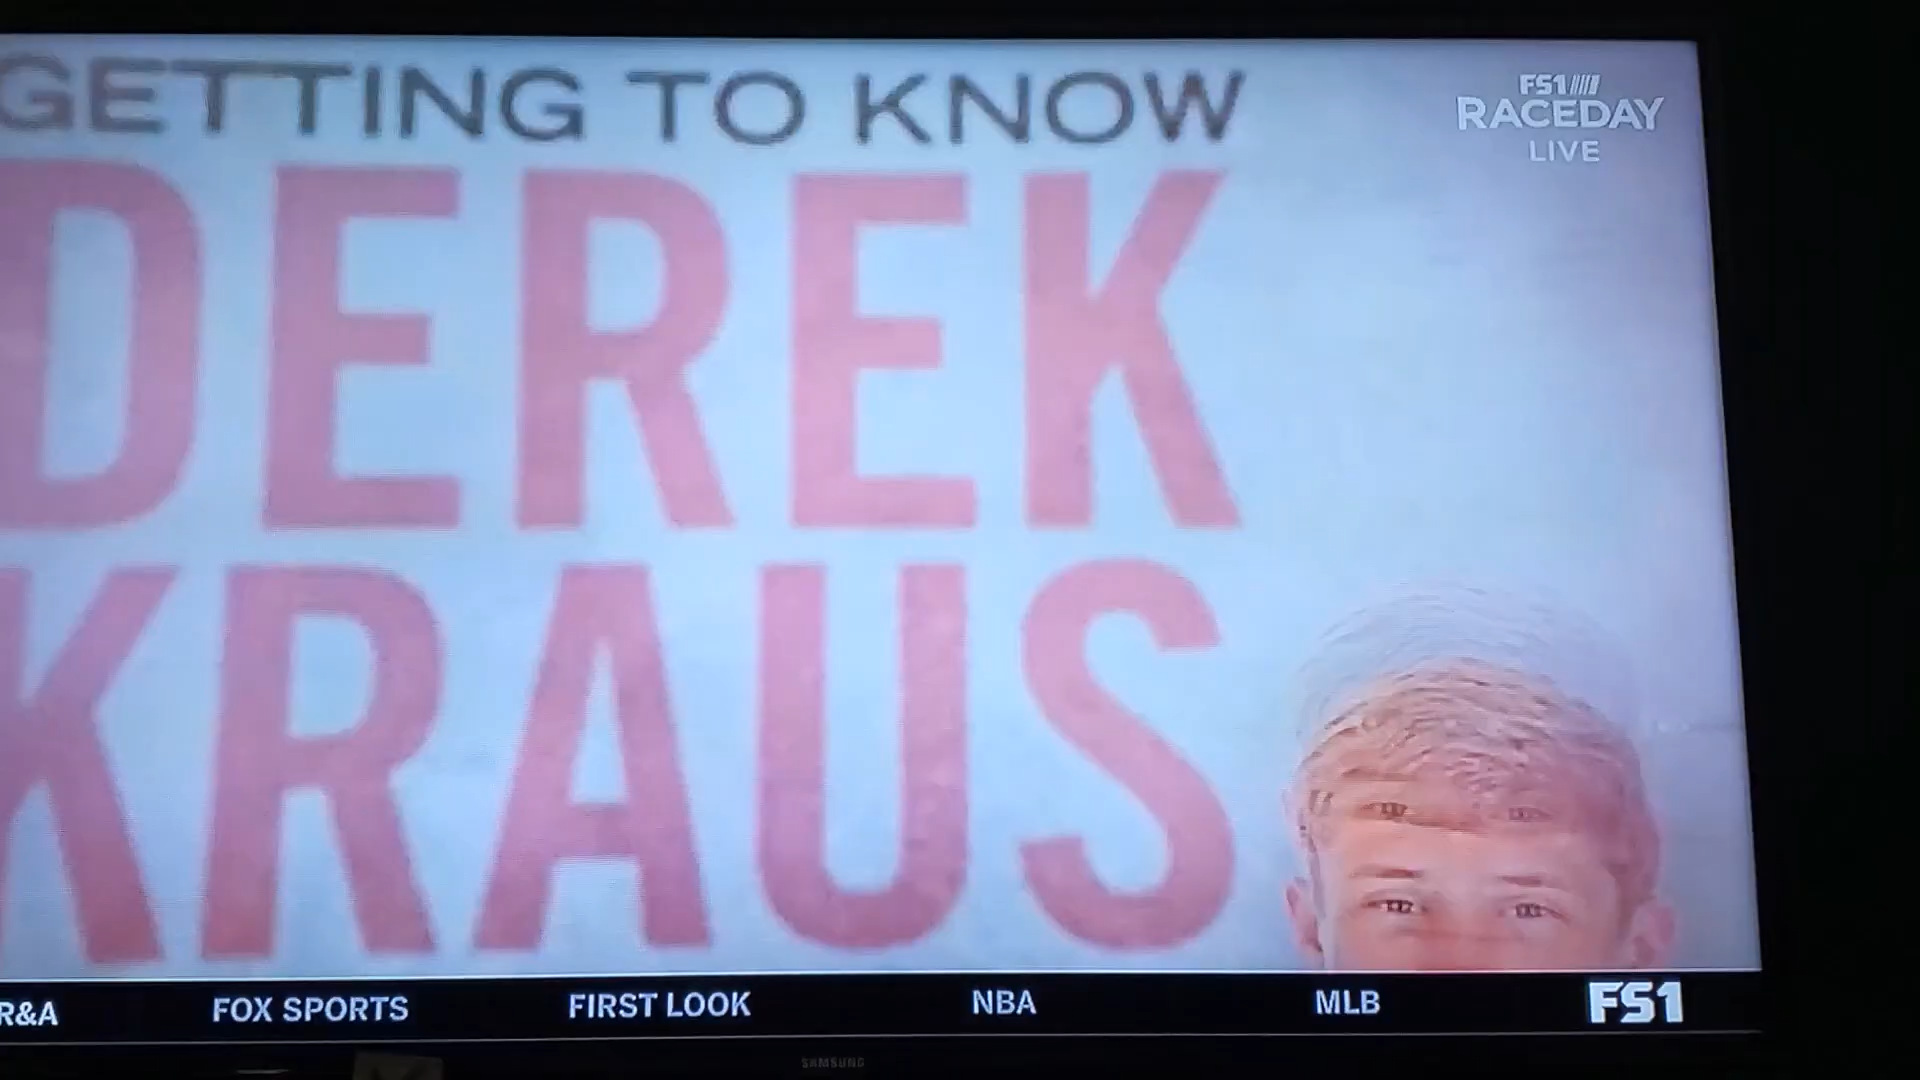 GETTING TO KNOW
DEREK
KRAUS
FS1
RACEDAY
LIVE
R&A
FOX SPORTS
FIRST LOOK
NBA
MLB
FS1
SAMSUNG